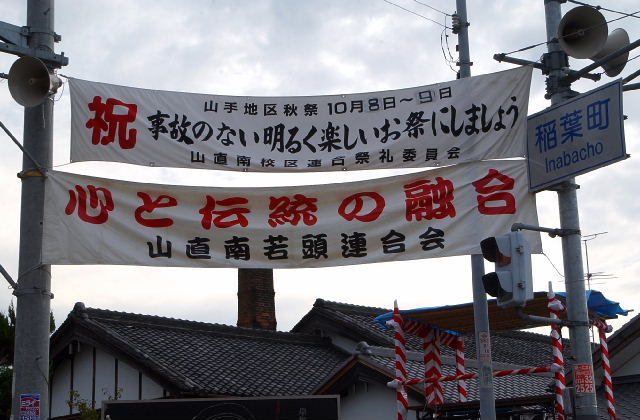 山手地区秋祭 10月8日～9日
祝 事故のない明るく楽しいお祭にしましょう
山直南校区連合祭礼委員会
心と伝統の融合
山直南若頭連合会
稲葉町
Inabacho